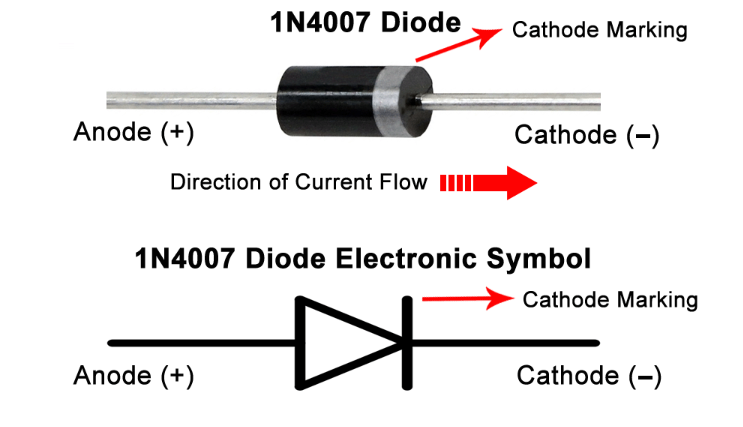 1N4007 Diode
Cathode Marking
Anode (+)
Cathode (–)
Direction of Current Flow
1N4007 Diode Electronic Symbol
Cathode Marking
Anode (+)
Cathode (–)